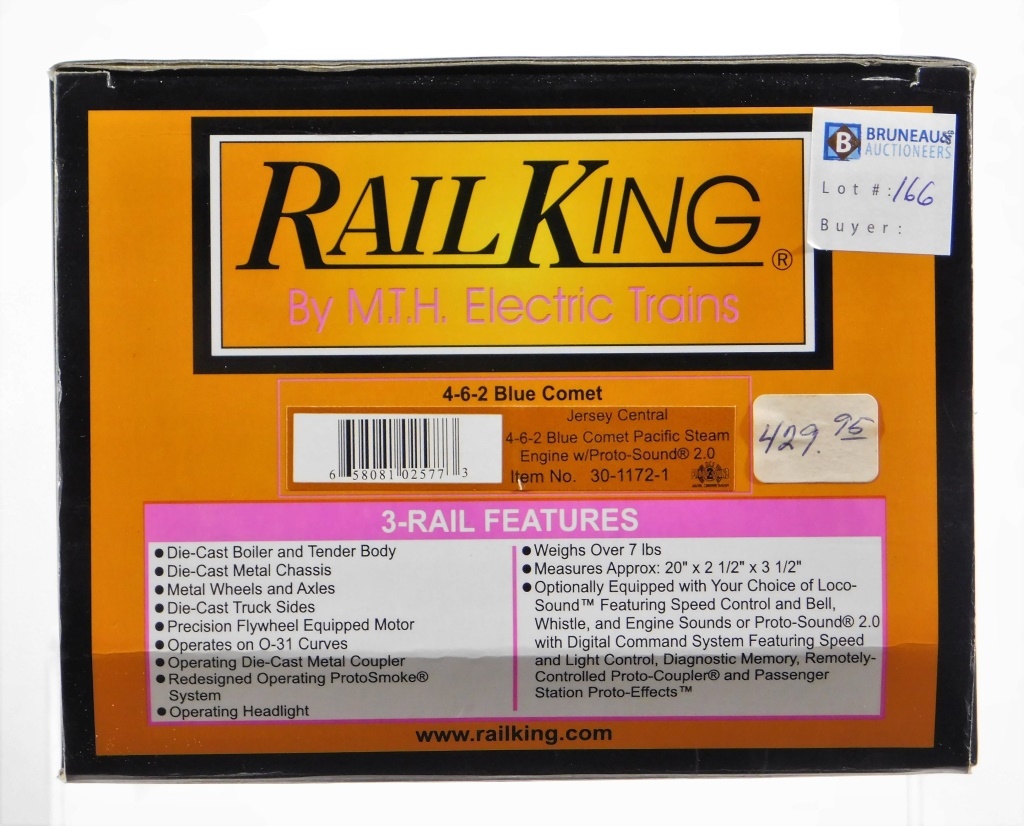 BRUNEAU & CO
AUCTIONEERS
Lot #: 166
Buyer:
RAILKING®
By M.T.H. Electric Trains
4-6-2 Blue Comet
Jersey Central
4-6-2 Blue Comet Pacific Steam
Engine w/Proto-Sound® 2.0
Item No. 30-1172-1
6 58081 02577 3
429.95
3-RAIL FEATURES
● Die-Cast Boiler and Tender Body
● Die-Cast Metal Chassis
● Metal Wheels and Axles
● Die-Cast Truck Sides
● Precision Flywheel Equipped Motor
● Operates on O-31 Curves
● Operating Die-Cast Metal Coupler
● Redesigned Operating ProtoSmoke®
System
● Operating Headlight
● Weighs Over 7 lbs
● Measures Approx: 20" x 2 1/2" x 3 1/2"
● Optionally Equipped with Your Choice of Loco-
Sound™ Featuring Speed Control and Bell,
Whistle, and Engine Sounds or Proto-Sound® 2.0
with Digital Command System Featuring Speed
and Light Control, Diagnostic Memory, Remotely-
Controlled Proto-Coupler® and Passenger
Station Proto-Effects™
www.railking.com